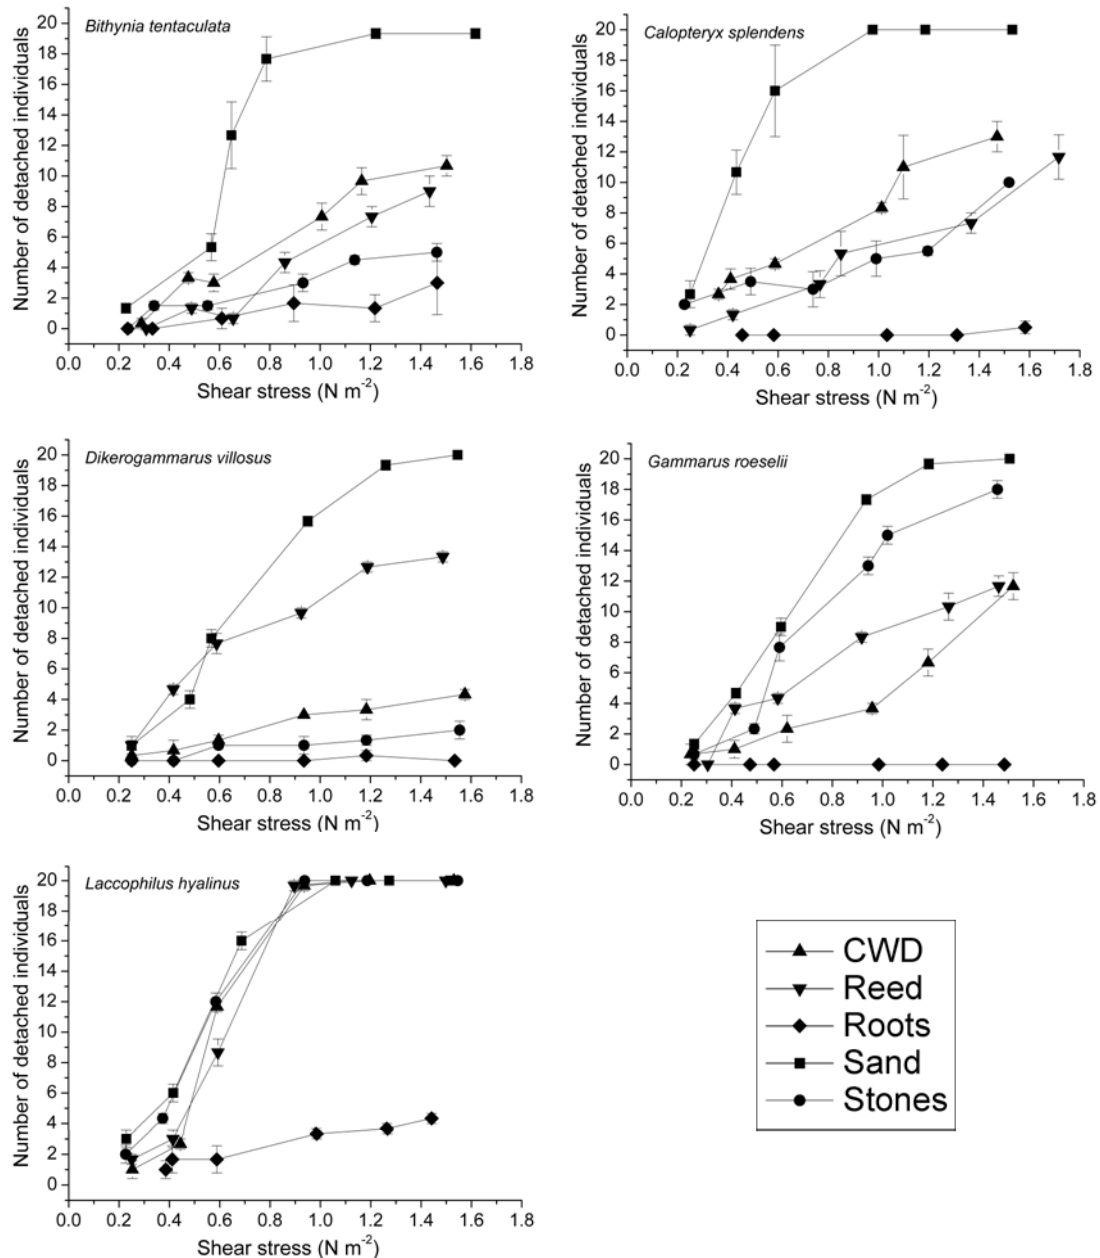 Bithynia tentaculata
Number of detached individuals
20
18
16
14
12
10
8
6
4
2
0
0.0 0.2 0.4 0.6 0.8 1.0 1.2 1.4 1.6 1.8
Shear stress (N m⁻²)
Calopteryx splendens
Number of detached individuals
20
18
16
14
12
10
8
6
4
2
0
0.0 0.2 0.4 0.6 0.8 1.0 1.2 1.4 1.6 1.8
Shear stress (N m⁻²)
Dikerogammarus villosus
Number of detached individuals
20
18
16
14
12
10
8
6
4
2
0
0.0 0.2 0.4 0.6 0.8 1.0 1.2 1.4 1.6 1.8
Shear stress (N m⁻²)
Gammarus roeselii
Number of detached individuals
20
18
16
14
12
10
8
6
4
2
0
0.0 0.2 0.4 0.6 0.8 1.0 1.2 1.4 1.6 1.8
Shear stress (N m⁻²)
Laccophilus hyalinus
Number of detached individuals
20
18
16
14
12
10
8
6
4
2
0
0.0 0.2 0.4 0.6 0.8 1.0 1.2 1.4 1.6 1.8
Shear stress (N m⁻²)
CWD
Reed
Roots
Sand
Stones